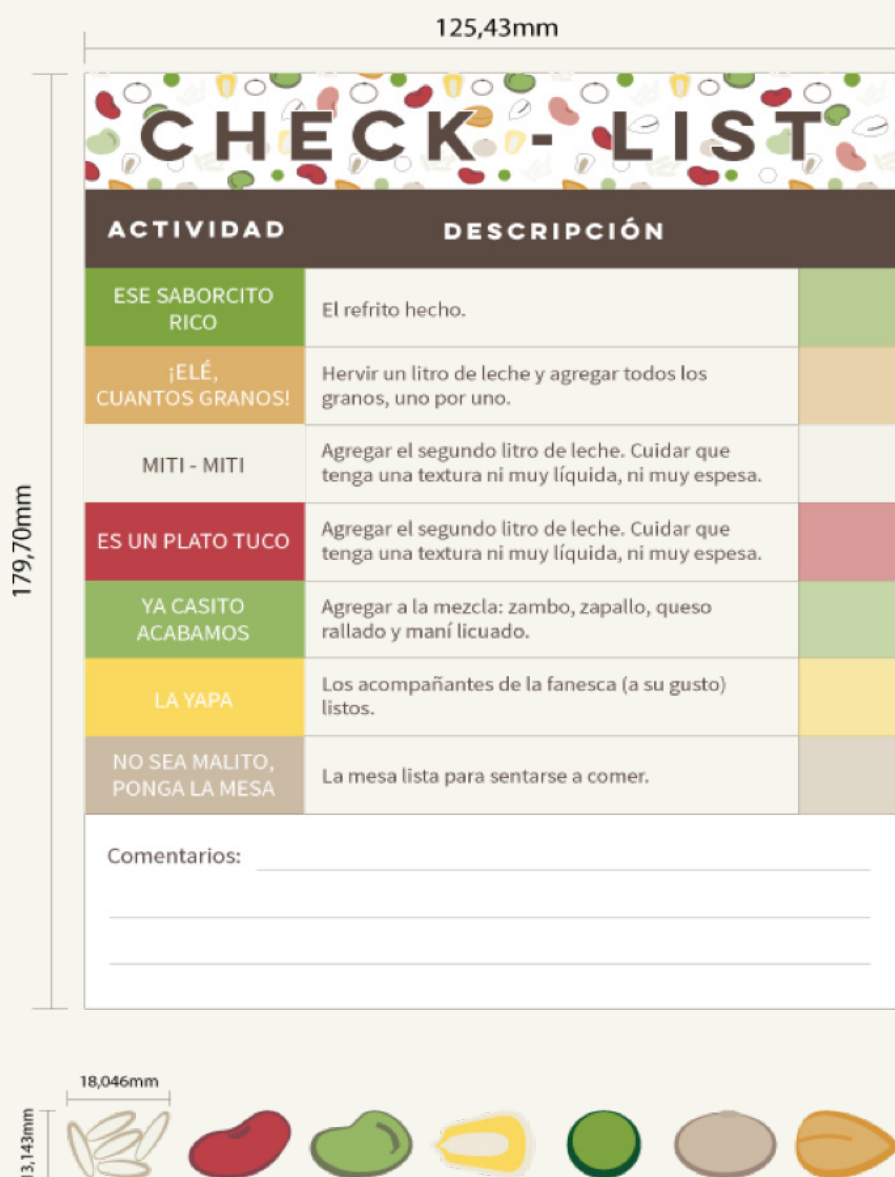 125,43mm
CHECK - LIST
ACTIVIDAD DESCRIPCIÓN
ESE SABORCITO
RICO
El refrito hecho.
¡ELÉ,
CUANTOS GRANOS!
Hervir un litro de leche y agregar todos los
granos, uno por uno.
MITI - MITI
Agregar el segundo litro de leche. Cuidar que
tenga una textura ni muy líquida, ni muy espesa.
ES UN PLATO TUCO
Agregar el segundo litro de leche. Cuidar que
tenga una textura ni muy líquida, ni muy espesa.
YA CASITO
ACABAMOS
Agregar a la mezcla: zambo, zapallo, queso
rallado y maní licuado.
LA YAPA
Los acompañantes de la fanesca (a su gusto)
listos.
NO SEA MALITO,
PONGA LA MESA
La mesa lista para sentarse a comer.
Comentarios:
179,70mm
18,046mm
13,143mm